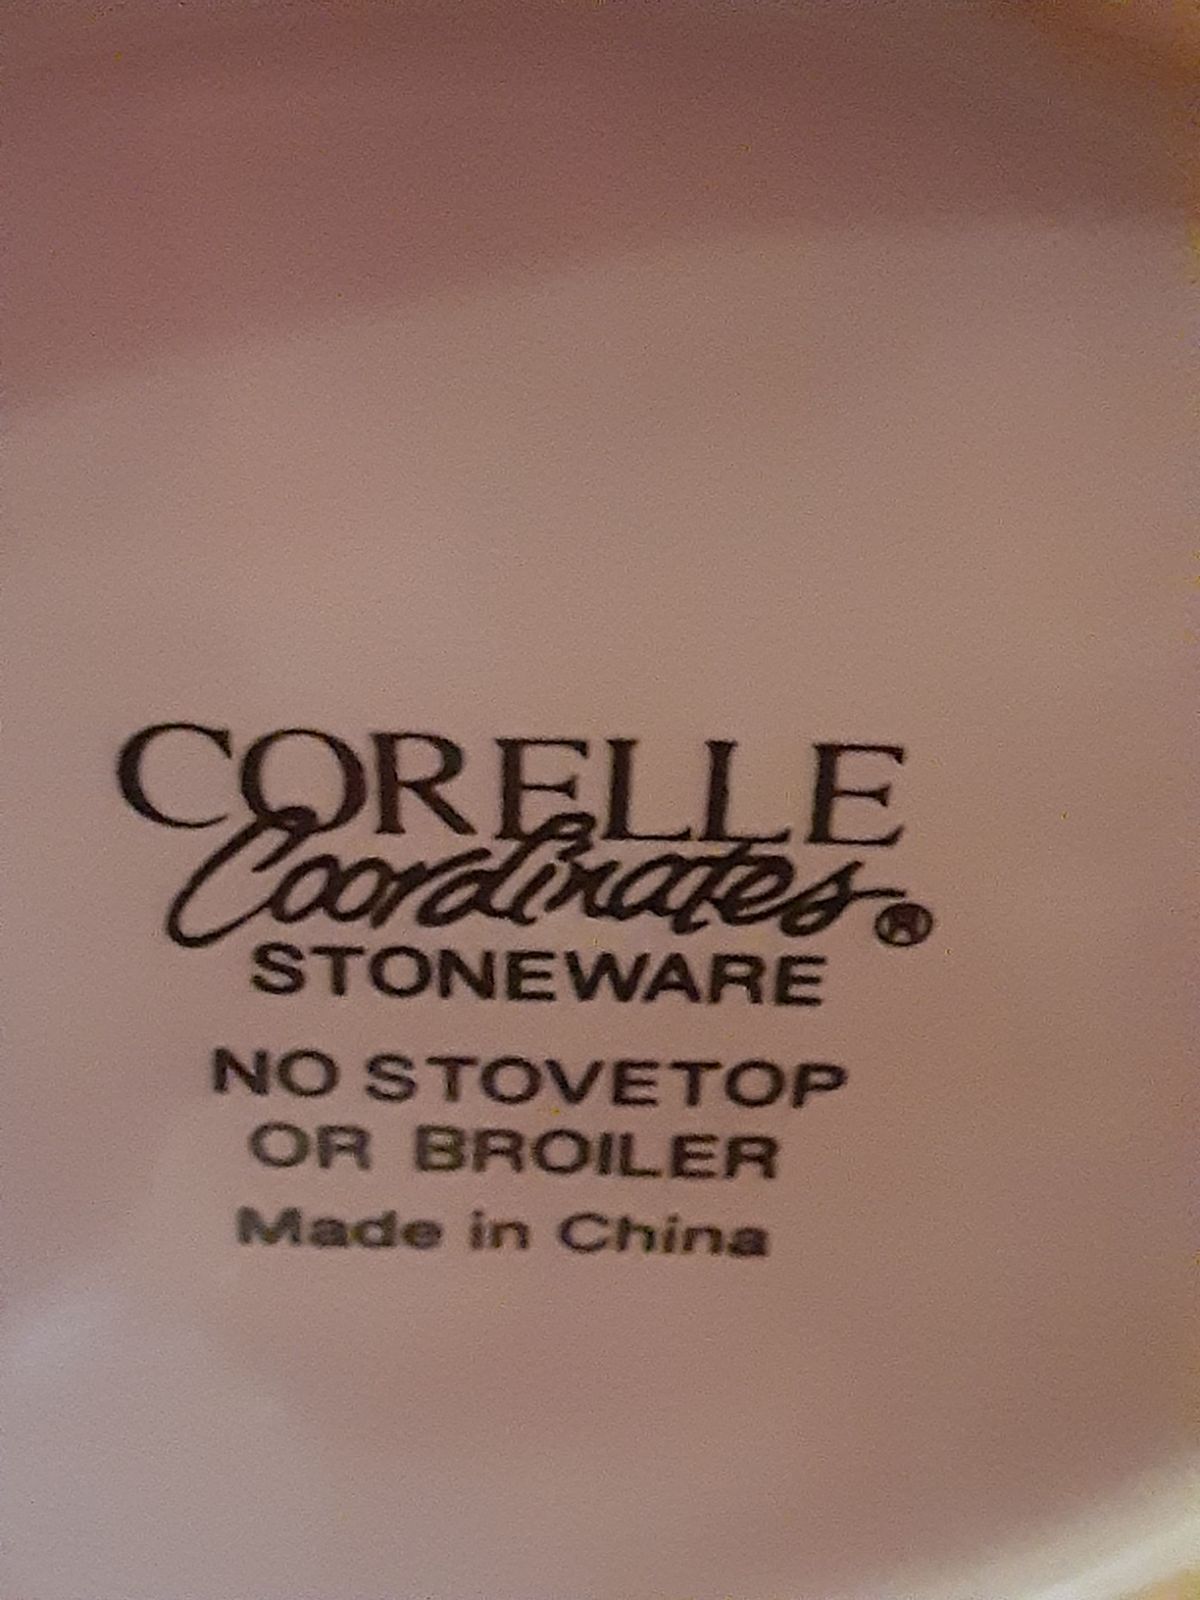 CORELLE
Coordinates®
STONEWARE
NO STOVETOP
OR BROILER
Made in China